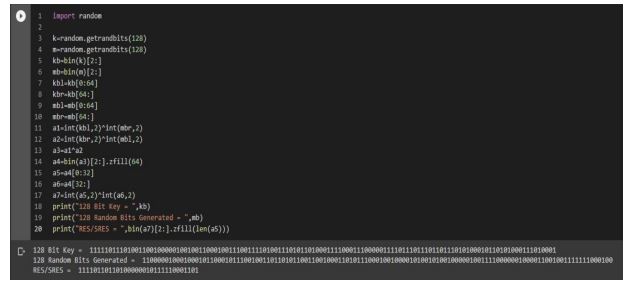 1 import random
2
3 k=random.getrandbits(128)
4 m=random.getrandbits(128)
5 kb=bin(k)[2:]
6 mb=bin(m)[2:]
7 kbl=kb[0:64]
8 kbr=kb[64:]
9 mbl=mb[0:64]
10 mbr=mb[64:]
11 a1=int(kbl,2)^int(mbr,2)
12 a2=int(kbr,2)^int(mbl,2)
13 a3=a1^a2
14 a4=bin(a3)[2:].zfill(64)
15 a5=a4[0:32]
16 a6=a4[32:]
17 a7=int(a5,2)^int(a6,2)
18 print("128 Bit Key = ",kb)
19 print("128 Random Bits Generated = ",mb)
20 print("RES/SRES = ",bin(a7)[2:].zfill(len(a5)))
128 Bit Key =
128 Random Bits Generated =
RES/SRES = 11110110110100000010111110001101